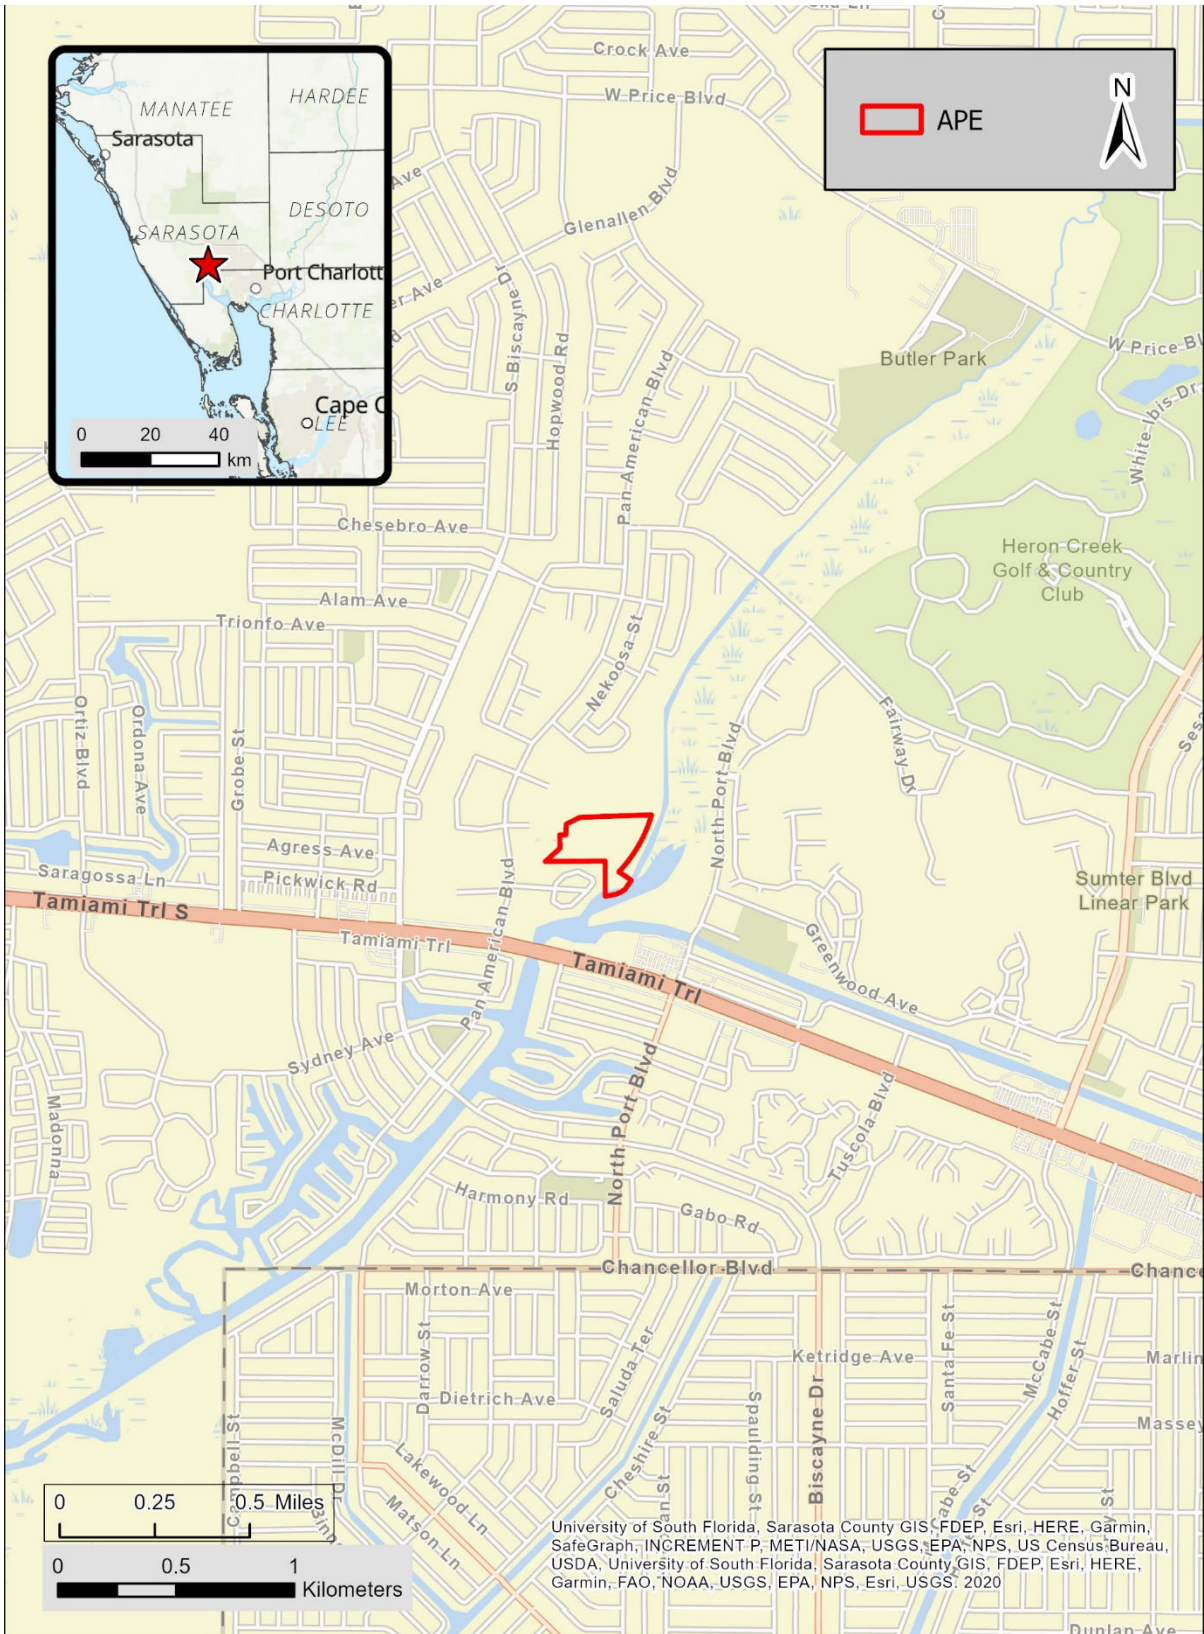 Crock Ave
W Price Blvd
N
APE
HARDEE
MANATEE
Sarasota
DESOTO
SARASOTA
Port Charlott
CHARLOTTE
Cape C
LEE
0 20 40
km
Ave
Glenallen Blvd
er Ave
S Biscayne Dr
Hopwood Rd
Pan American Blvd
Butler Park
W Price Bl
White Ibis Dr
Chesebro Ave
Heron Creek
Golf & Country
Club
Alam Ave
Trionfo Ave
Nekoosa St
Ortiz Blvd
Ordona Ave
Grobe St
North Port Blvd
Fairway Dr
Ses
Agress Ave
Saragossa Ln
Pickwick Rd
Pan American Blvd
Sumter Blvd
Linear Park
Tamiami Trl S
Tamiami Trl
Tamiami Trl
Greenwood Ave
Sydney Ave
Madonna
North Port Blvd
Tuscola Blvd
Harmony Rd
Gabo Rd
Chancellor Blvd
Chance
Morton Ave
Darrow St
Saluda Ter
Ketridge Ave
Santa Fe St
McCabe St
Hoffer St
Marlin
Dietrich Ave
Massey
Campbell St
McDill Dr
Lakewood Ln
Matson Ln
Cheshire St
Spaulding St
Biscayne Dr
McCabe St
0 0.25 0.5 Miles
0 0.5 1
Kilometers
University of South Florida, Sarasota County GIS, FDEP, Esri, HERE, Garmin,
SafeGraph, INCREMENT P, METI/NASA, USGS, EPA, NPS, US Census Bureau,
USDA, University of South Florida, Sarasota County GIS, FDEP, Esri, HERE,
Garmin, FAO, NOAA, USGS, EPA, NPS, Esri, USGS. 2020
Dunlap Ave